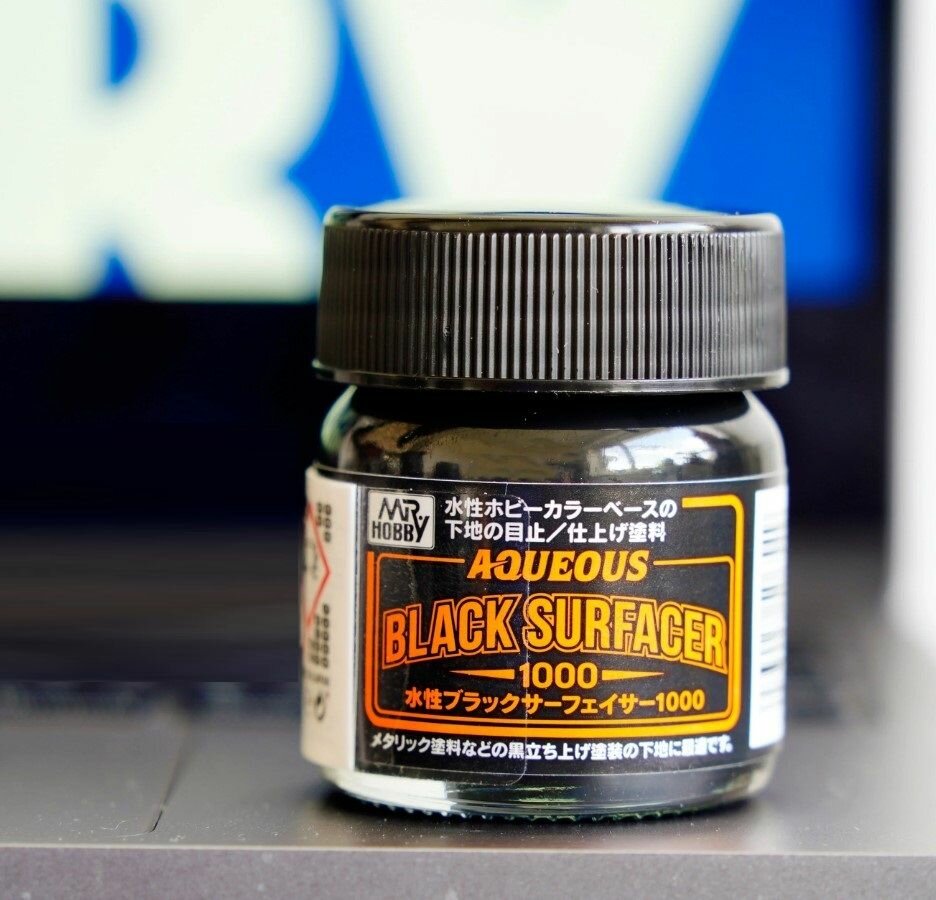 RY
MR.
HOBBY
水性ホビーカラーベースの
下地の目止/仕上げ塗料
AQUEOUS
BLACK SURFACER
1000
水性ブラックサーフェイサー1000
メタリック塗料などの黒立ち上げ塗装の下地に最適です。